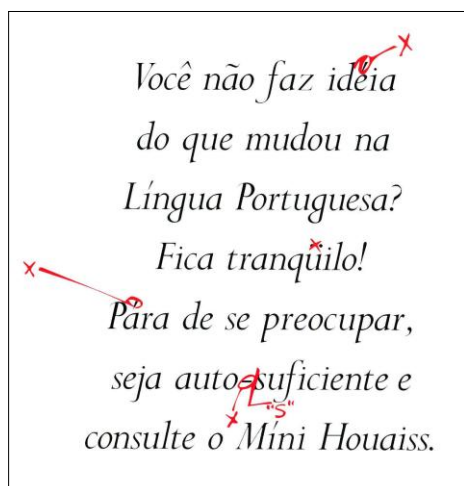 Você não faz idéia
do que mudou na
Língua Portuguesa?
Fica tranqüilo!
Pára de se preocupar,
seja auto-suficiente e
"S"
consulte o Míni Houaiss.